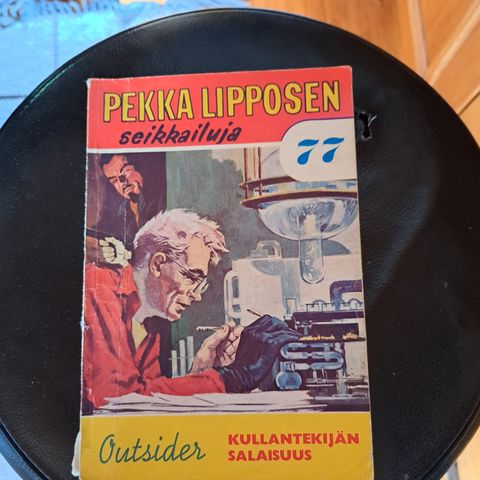 PEKKA LIPPOSEN
seikkailuja
77
Outsider
KULLANTEKIJÄN
SALAISUUS